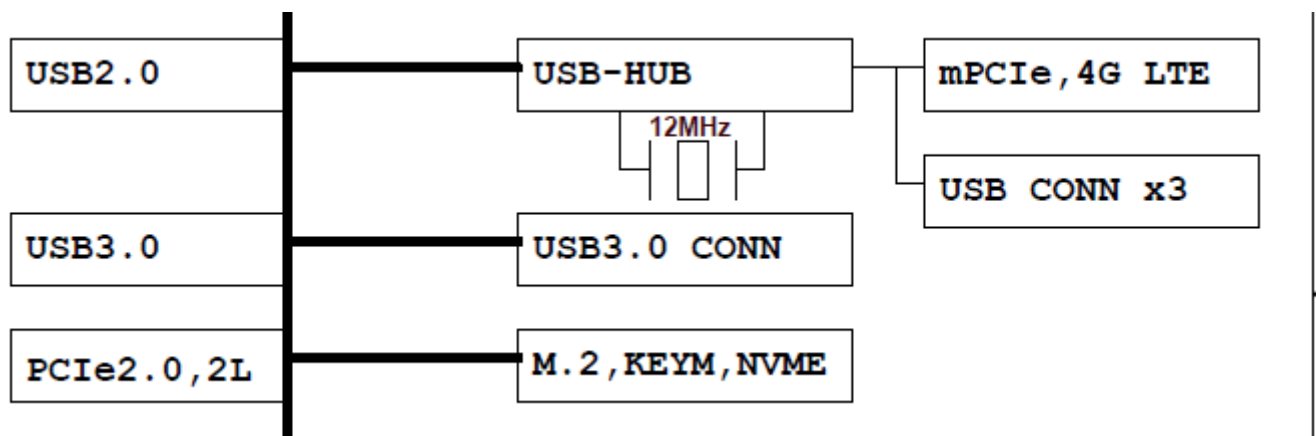 USB2.0
USB-HUB
mPCIe,4G LTE
12MHz
USB CONN x3
USB3.0
USB3.0 CONN
PCIe2.0,2L
M.2,KEYM,NVME